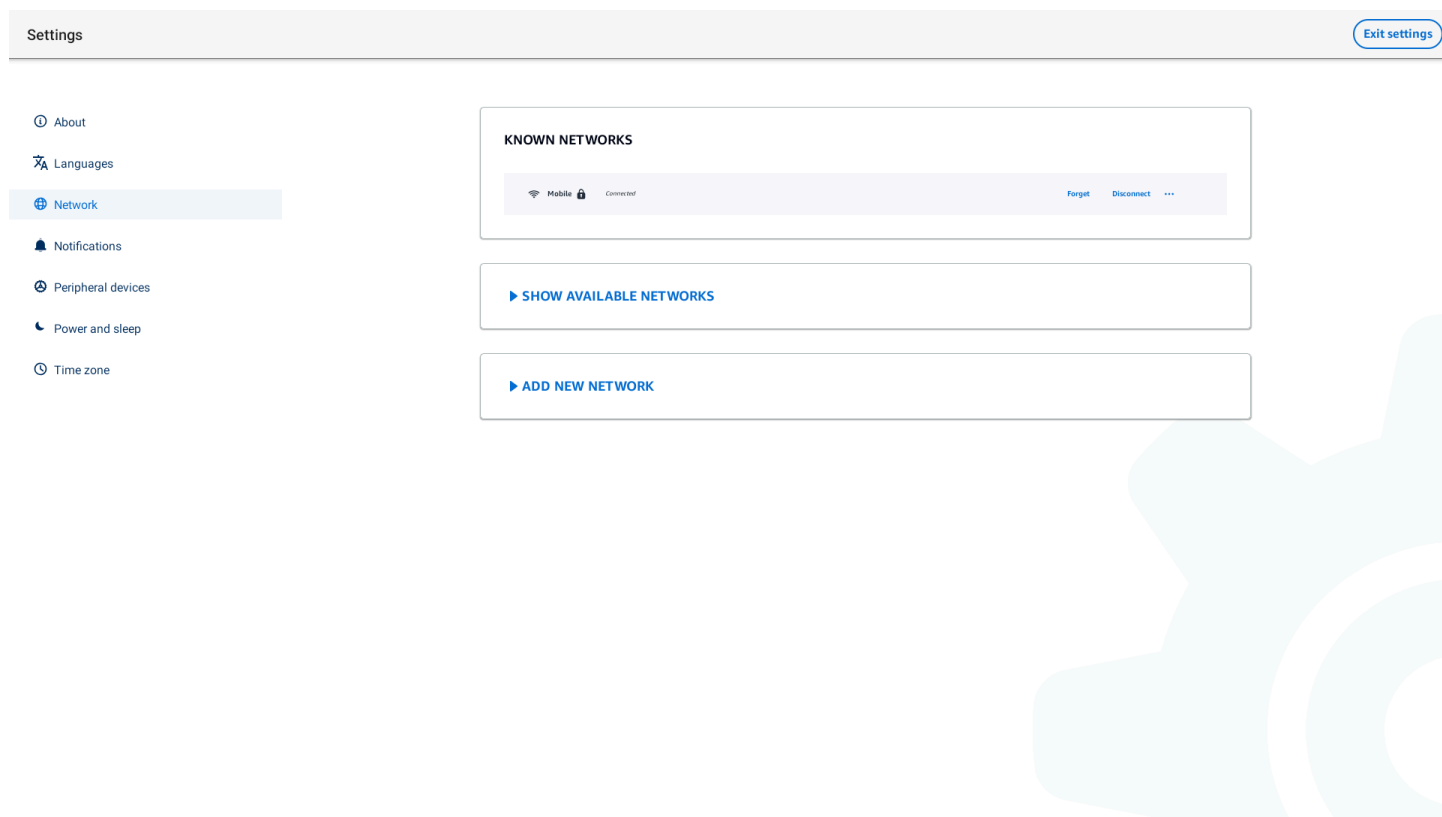 Settings
Exit settings
About
Languages
Network
Notifications
Peripheral devices
Power and sleep
Time zone
KNOWN NETWORKS
Mobile Connected Forget Disconnect ···
SHOW AVAILABLE NETWORKS
ADD NEW NETWORK